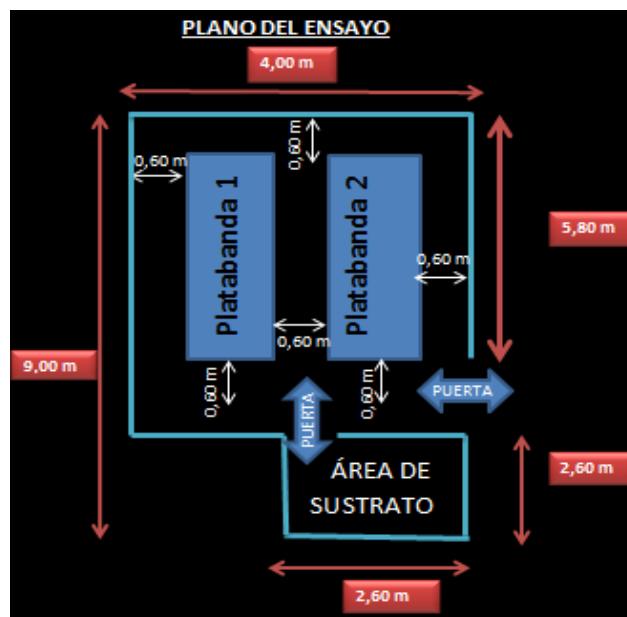 PLANO DEL ENSAYO
4,00 m
0,60 m
0,60 m
Platabanda 1
Platabanda 2
5,80 m
0,60 m
0,60 m
9,00 m
0,60 m
0,60 m
PUERTA
PUERTA
ÁREA DE
SUSTRATO
2,60 m
2,60 m